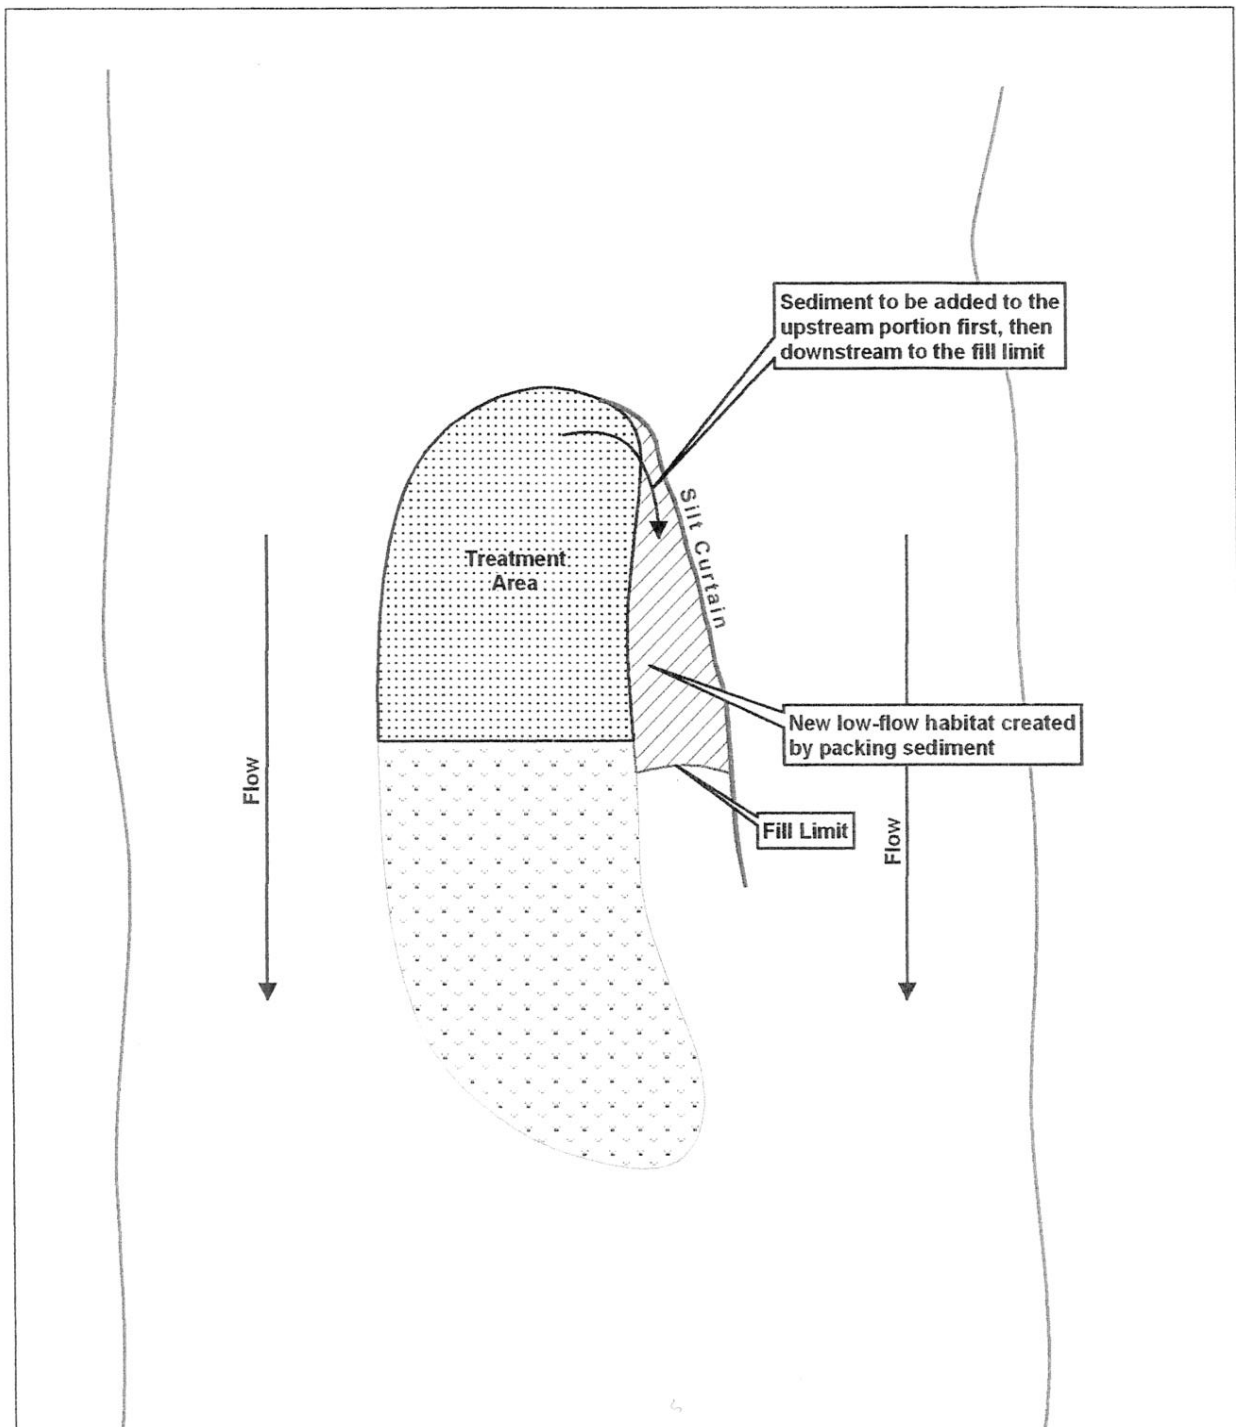 Sediment to be added to the
upstream portion first, then
downstream to the fill limit
Silt Curtain
Treatment
Area
New low-flow habitat created
by packing sediment
Flow
Fill Limit
Flow